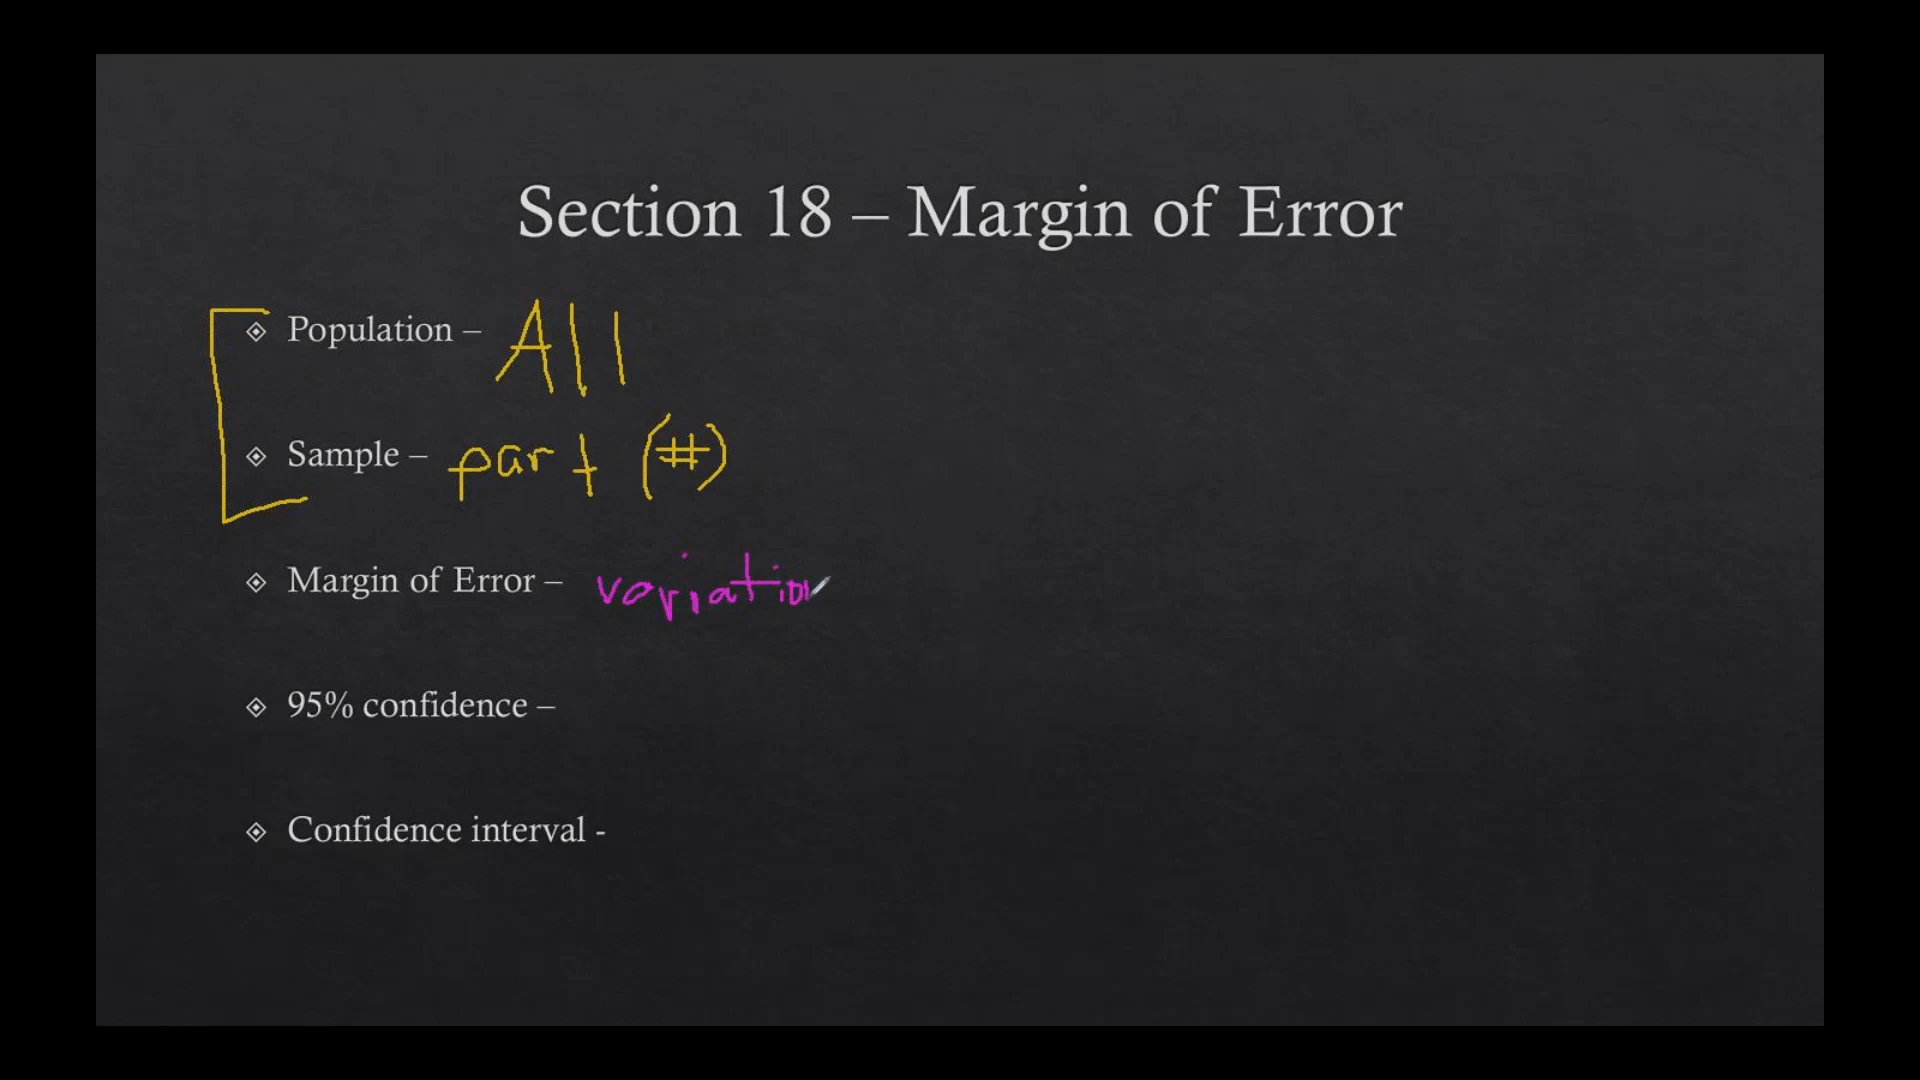 Section 18 – Margin of Error
Population – All
Sample – part (#)
Margin of Error – variation
95% confidence –
Confidence interval -